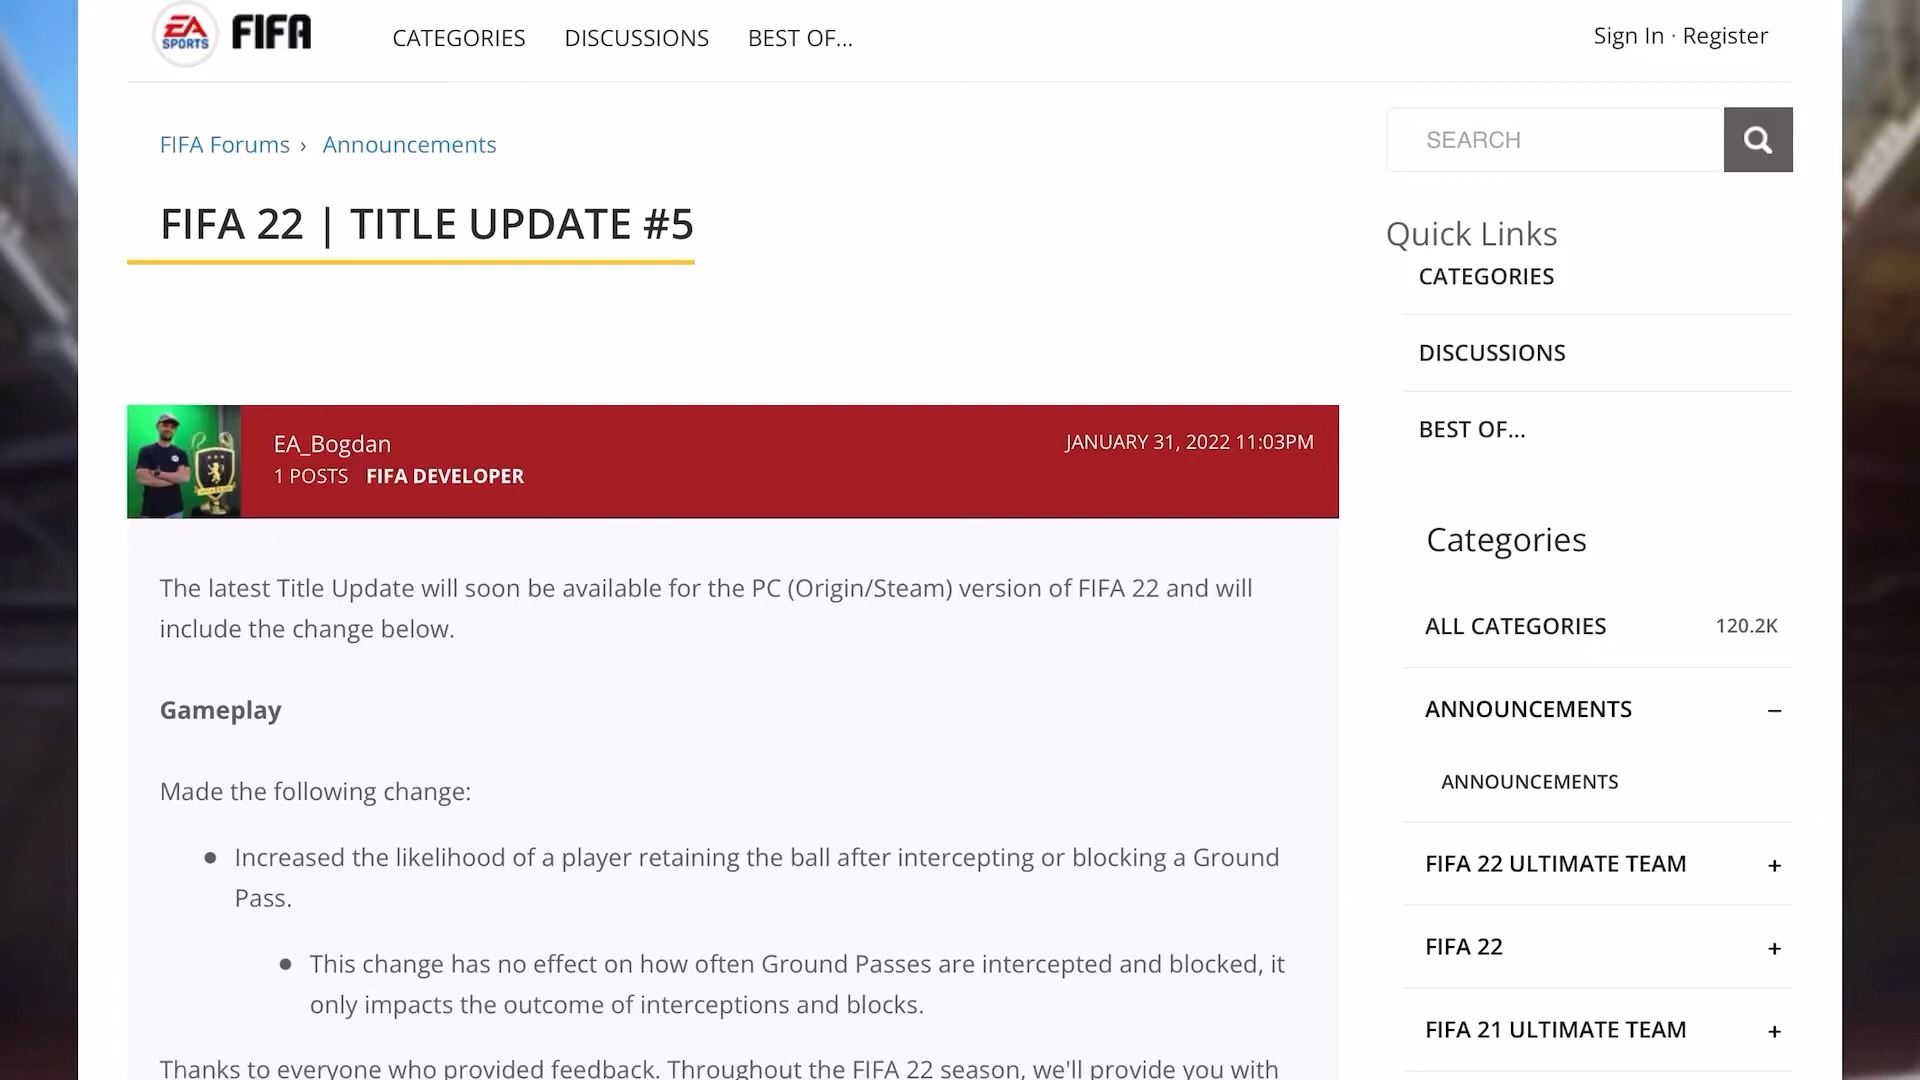 EA SPORTS FIFA CATEGORIES DISCUSSIONS BEST OF... Sign In · Register
FIFA Forums › Announcements
SEARCH
FIFA 22 | TITLE UPDATE #5
Quick Links
CATEGORIES
DISCUSSIONS
BEST OF...
EA_Bogdan JANUARY 31, 2022 11:03PM
1 POSTS FIFA DEVELOPER
The latest Title Update will soon be available for the PC (Origin/Steam) version of FIFA 22 and will
include the change below.
Gameplay
Made the following change:
● Increased the likelihood of a player retaining the ball after intercepting or blocking a Ground
Pass.
● This change has no effect on how often Ground Passes are intercepted and blocked, it
only impacts the outcome of interceptions and blocks.
Thanks to everyone who provided feedback. Throughout the FIFA 22 season, we'll provide you with
Categories
ALL CATEGORIES 120.2K
ANNOUNCEMENTS –
ANNOUNCEMENTS
FIFA 22 ULTIMATE TEAM +
FIFA 22 +
FIFA 21 ULTIMATE TEAM +